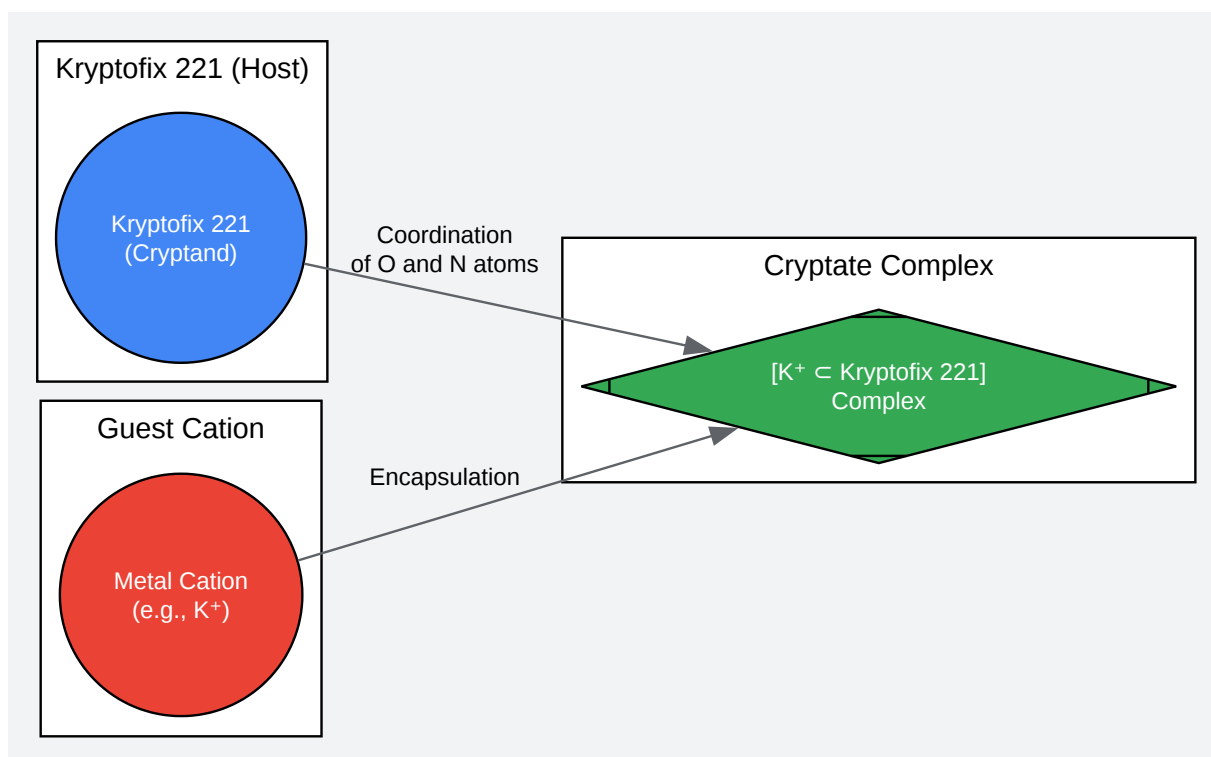 Kryptofix 221 (Host)
Kryptofix 221
(Cryptand)
Coordination
of O and N atoms
Cryptate Complex
[K⁺ ⊂ Kryptofix 221]
Complex
Guest Cation
Encapsulation
Metal Cation
(e.g., K⁺)